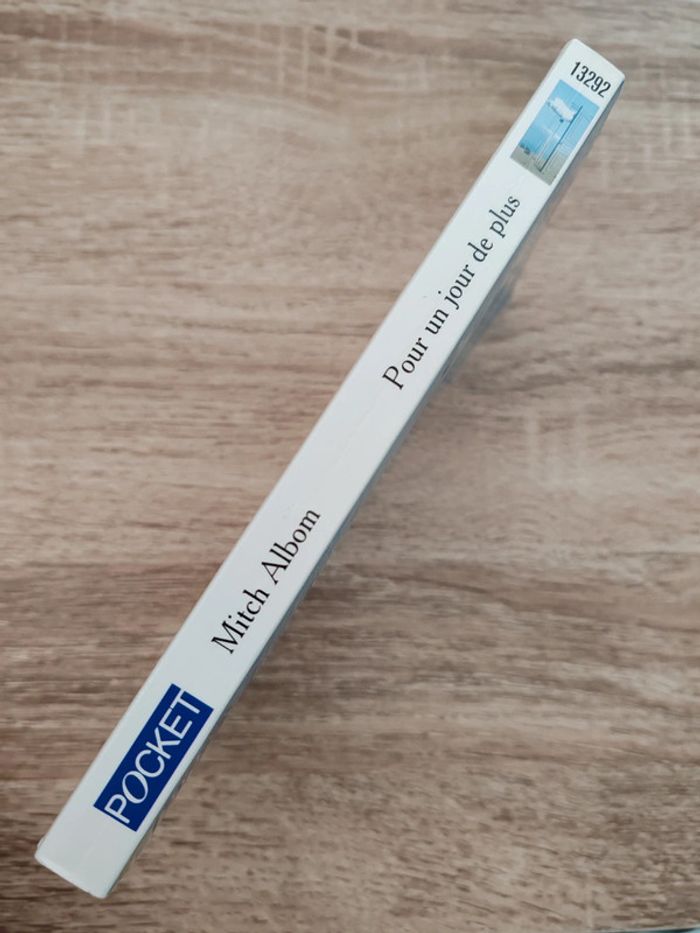 POCKET
Mitch Albom
Pour un jour de plus
13292